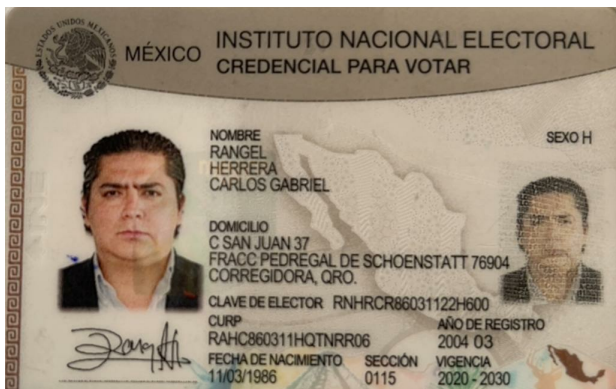 ESTADOS UNIDOS MEXICANOS
MÉXICO
INSTITUTO NACIONAL ELECTORAL
CREDENCIAL PARA VOTAR
NOMBRE
RANGEL
HERRERA
CARLOS GABRIEL
SEXO H
DOMICILIO
C SAN JUAN 37
FRACC PEDREGAL DE SCHOENSTATT 76904
CORREGIDORA, QRO.
CLAVE DE ELECTOR RNHRCR86031122H600
CURP
RAHC860311HQTNRR06
AÑO DE REGISTRO
2004 03
FECHA DE NACIMIENTO
11/03/1986
SECCIÓN
0115
VIGENCIA
2020 - 2030